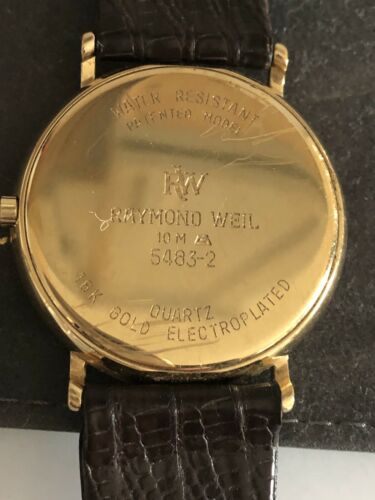 WATER RESISTANT
PATENTED MODEL
RW
RAYMOND WEIL
10 M
5483-2
QUARTZ
18K GOLD ELECTROPLATED